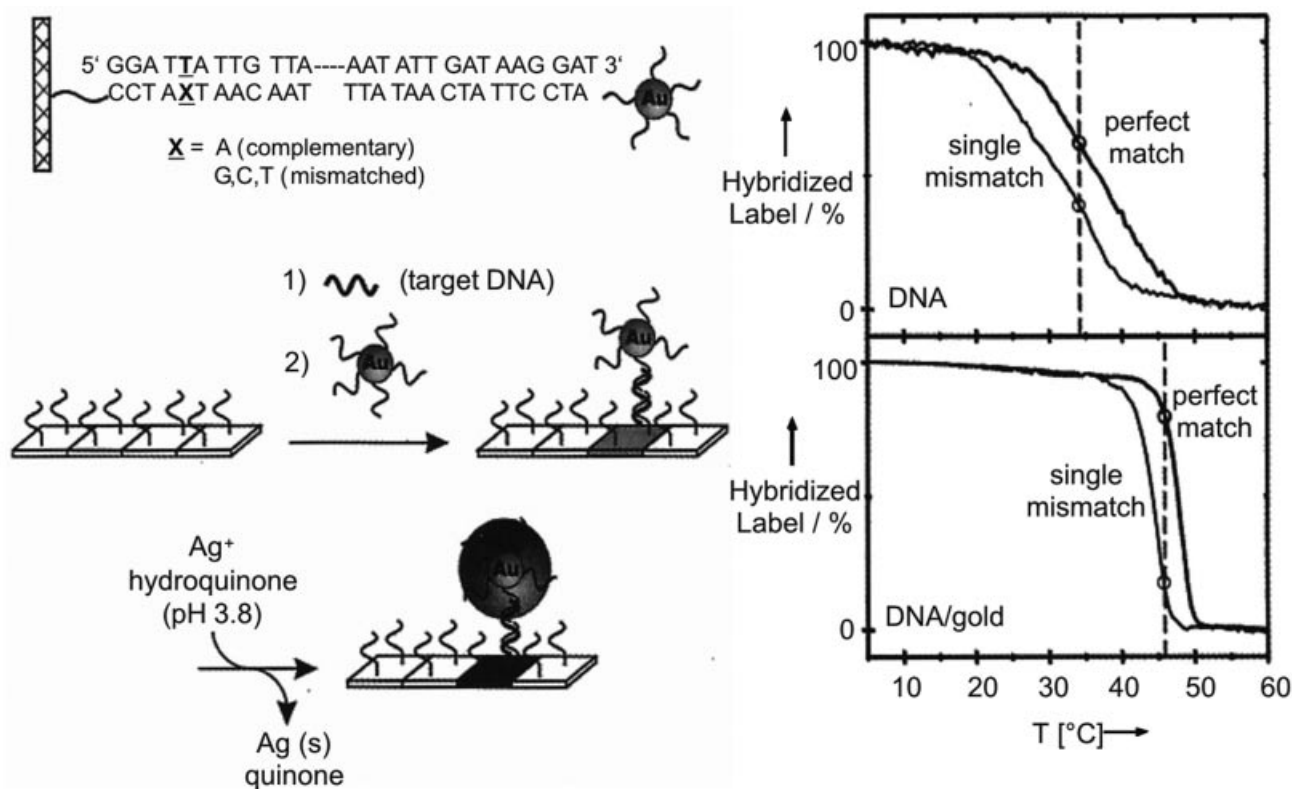 5' GGA TTA TTG TTA----AAT ATT GAT AAG GAT 3'
CCT AXT AAC AAT TTA TAA CTA TTC CTA
Au
X = A (complementary)
G,C,T (mismatched)
1) (target DNA)
2) Au
Au
Ag+
hydroquinone
(pH 3.8)
Au
Ag (s)
quinone
100
perfect
match
single
mismatch
Hybridized
Label / %
0
DNA
100
perfect
match
single
mismatch
Hybridized
Label / %
0
DNA/gold
10 20 30 40 50 60
T [°C]